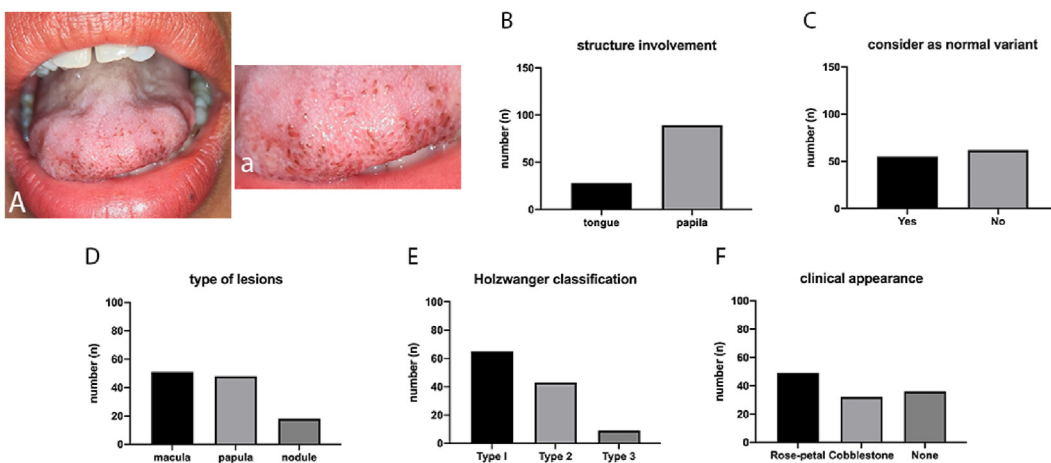 A
a
B
structure involvement
number (n)
150
100
50
0
tongue papila
C
consider as normal variant
number (n)
150
100
50
0
Yes No
D
type of lesions
number (n)
100
80
60
40
20
0
macula papula nodule
E
Holzwanger classification
number (n)
100
80
60
40
20
0
Type I Type 2 Type 3
F
clinical appearance
number (n)
100
80
60
40
20
0
Rose-petal Cobblestone None